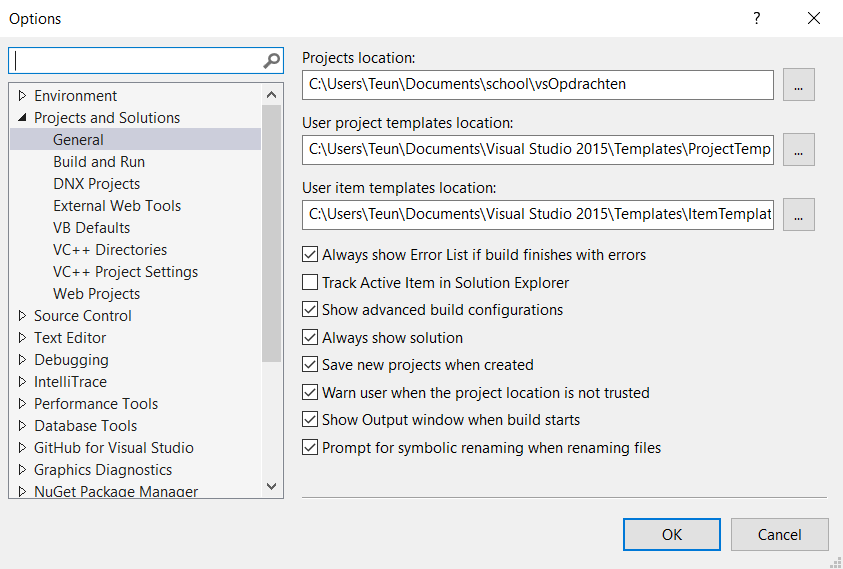 Options
?
Environment
Projects and Solutions
General
Build and Run
DNX Projects
External Web Tools
VB Defaults
VC++ Directories
VC++ Project Settings
Web Projects
Source Control
Text Editor
Debugging
IntelliTrace
Performance Tools
Database Tools
GitHub for Visual Studio
Graphics Diagnostics
NuGet Package Manager
Projects location:
C:\Users\Teun\Documents\school\vsOpdrachten
...
User project templates location:
C:\Users\Teun\Documents\Visual Studio 2015\Templates\ProjectTemp
...
User item templates location:
C:\Users\Teun\Documents\Visual Studio 2015\Templates\ItemTemplat
...
Always show Error List if build finishes with errors
Track Active Item in Solution Explorer
Show advanced build configurations
Always show solution
Save new projects when created
Warn user when the project location is not trusted
Show Output window when build starts
Prompt for symbolic renaming when renaming files
OK
Cancel